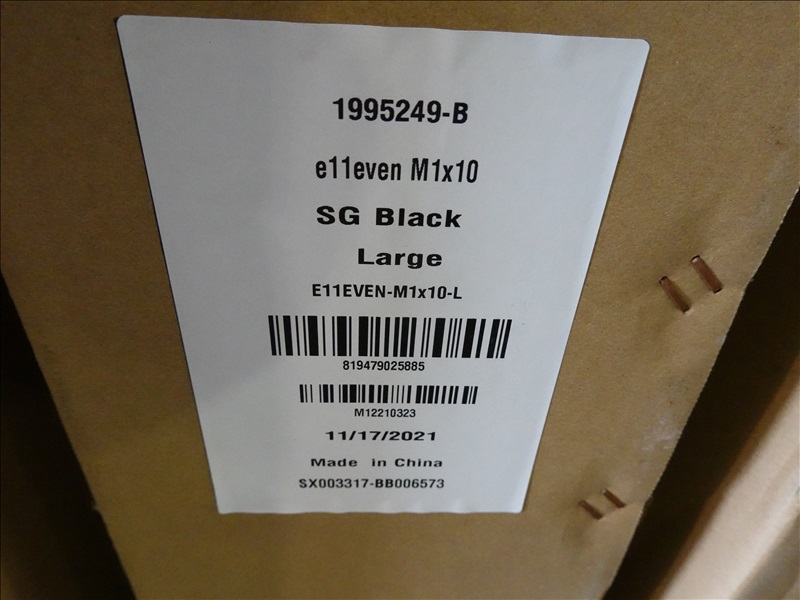 1995249-B
e11even M1x10
SG Black
Large
E11EVEN-M1x10-L
819479025885
M12210323
11/17/2021
Made in China
SX003317-BB006573